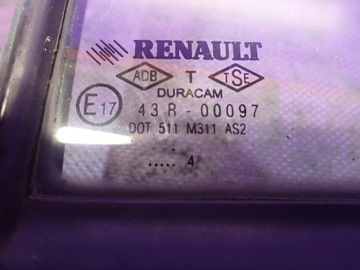 RENAULT
ADB T TSE
DURACAM
E17 43R-00097
DOT 511 M311 AS2
..... 4